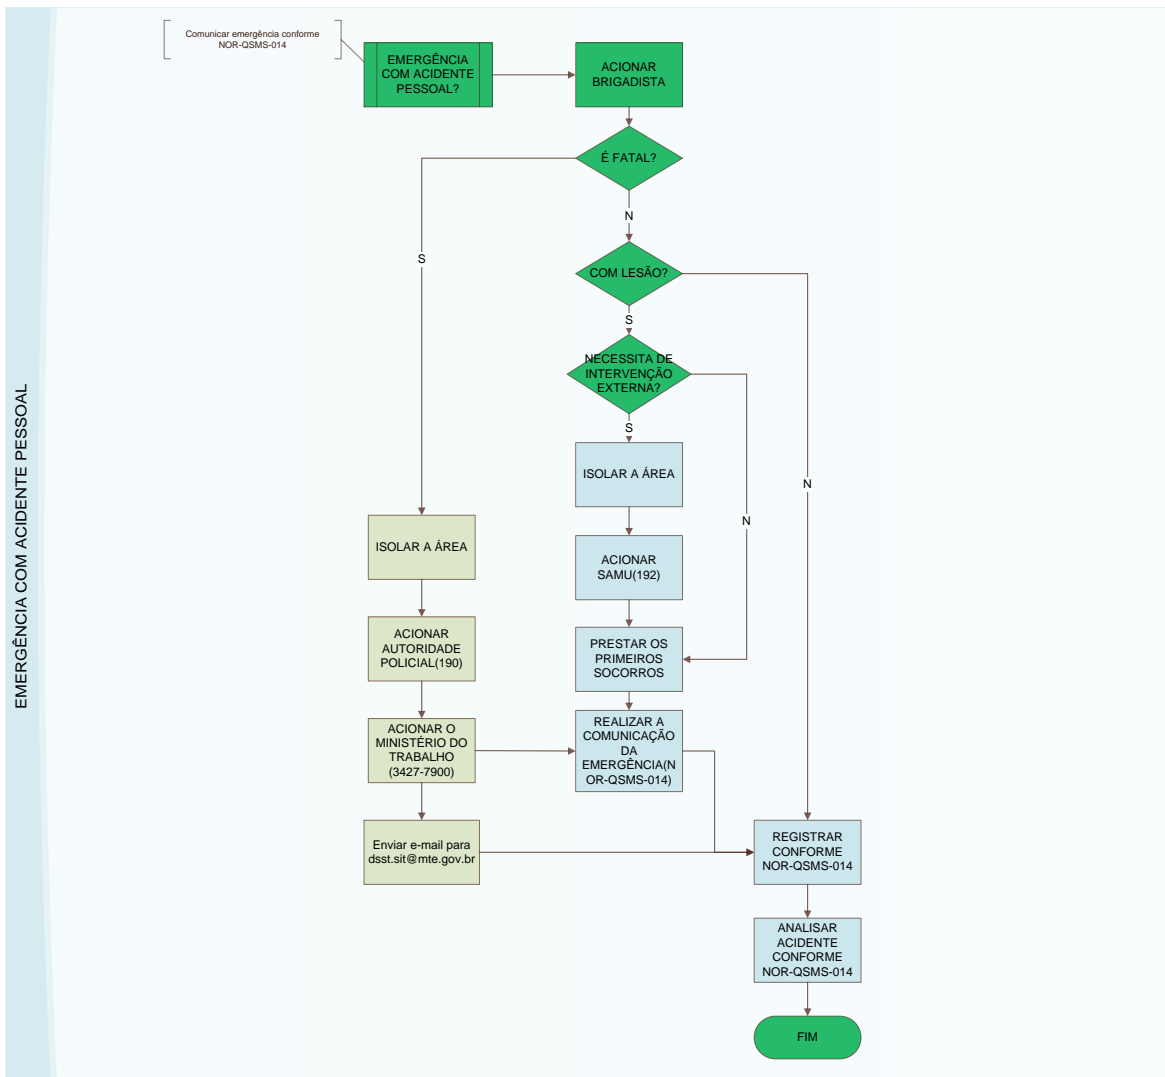 Comunicar emergência conforme
NOR-QSMS-014
EMERGÊNCIA
COM ACIDENTE
PESSOAL?
ACIONAR
BRIGADISTA
É FATAL?
N
S
COM LESÃO?
S
NECESSITA DE
INTERVENÇÃO
EXTERNA?
S
ISOLAR A ÁREA
N
N
ISOLAR A ÁREA
ACIONAR
SAMU(192)
ACIONAR
AUTORIDADE
POLICIAL(190)
PRESTAR OS
PRIMEIROS
SOCORROS
ACIONAR O
MINISTÉRIO DO
TRABALHO
(3427-7900)
REALIZAR A
COMUNICAÇÃO
DA
EMERGÊNCIA(N
OR-QSMS-014)
Enviar e-mail para
dsst.sit@mte.gov.br
REGISTRAR
CONFORME
NOR-QSMS-014
ANALISAR
ACIDENTE
CONFORME
NOR-QSMS-014
FIM
EMERGÊNCIA COM ACIDENTE PESSOAL